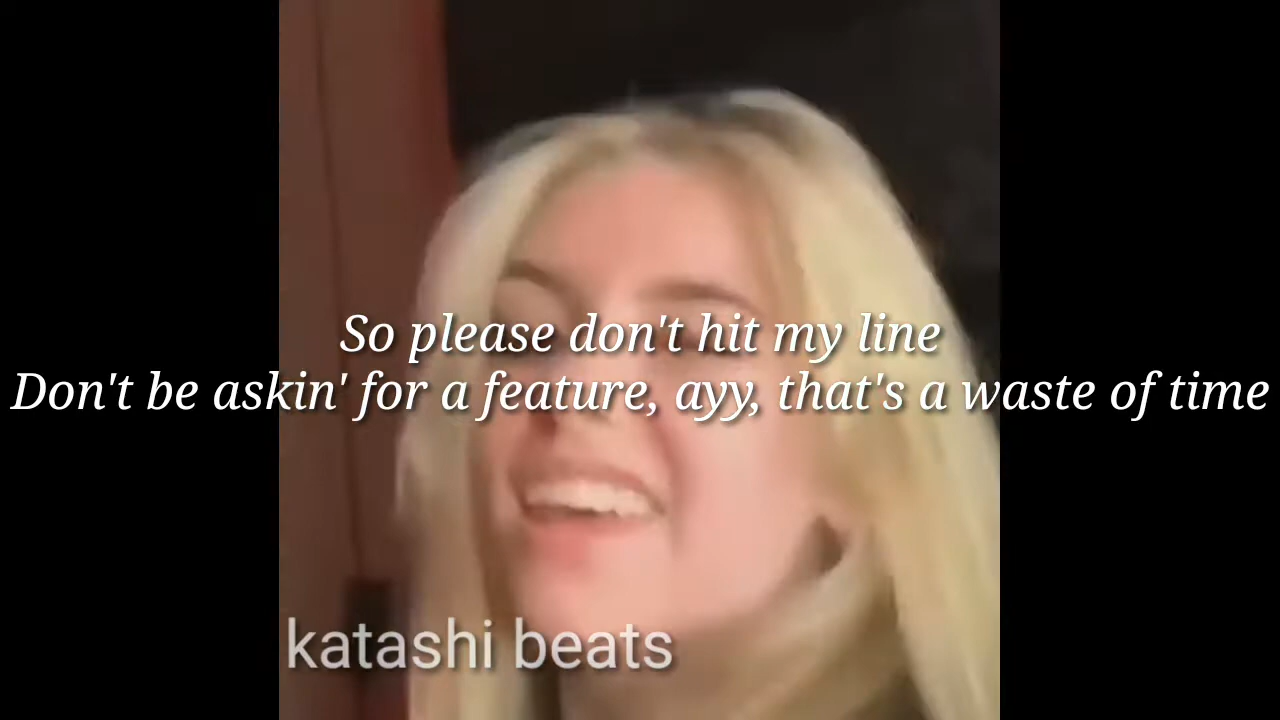 So please don't hit my line
Don't be askin' for a feature, ayy, that's a waste of time
katashi beats